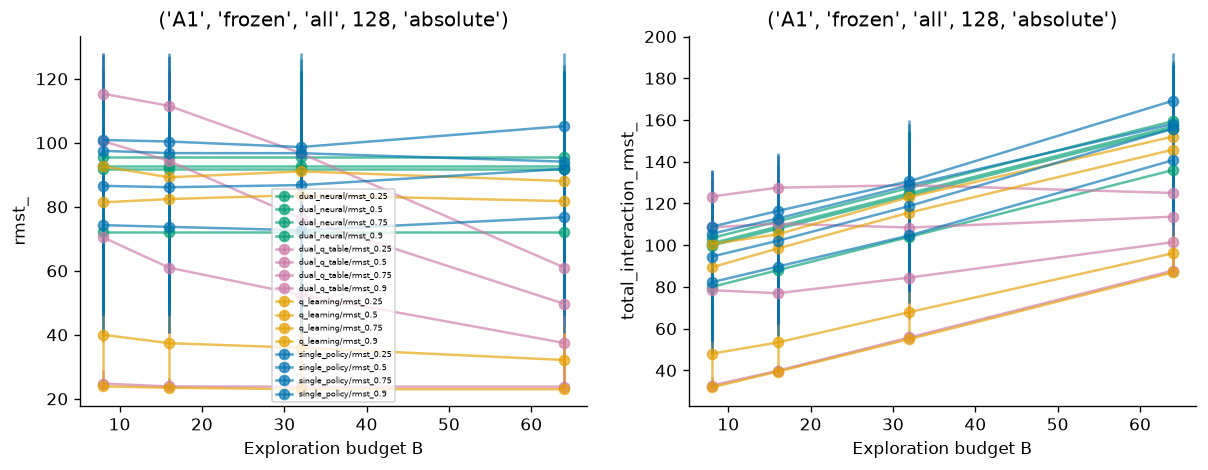 ('A1', 'frozen', 'all', 128, 'absolute')
rmst_
120
100
80
60
40
20
dual_neural/rmst_0.25
dual_neural/rmst_0.5
dual_neural/rmst_0.75
dual_neural/rmst_0.9
dual_q_table/rmst_0.25
dual_q_table/rmst_0.5
dual_q_table/rmst_0.75
dual_q_table/rmst_0.9
q_learning/rmst_0.25
q_learning/rmst_0.5
q_learning/rmst_0.75
q_learning/rmst_0.9
single_policy/rmst_0.25
single_policy/rmst_0.5
single_policy/rmst_0.75
single_policy/rmst_0.9
10 20 30 40 50 60
Exploration budget B
('A1', 'frozen', 'all', 128, 'absolute')
total_interaction_rmst_
200
180
160
140
120
100
80
60
40
10 20 30 40 50 60
Exploration budget B